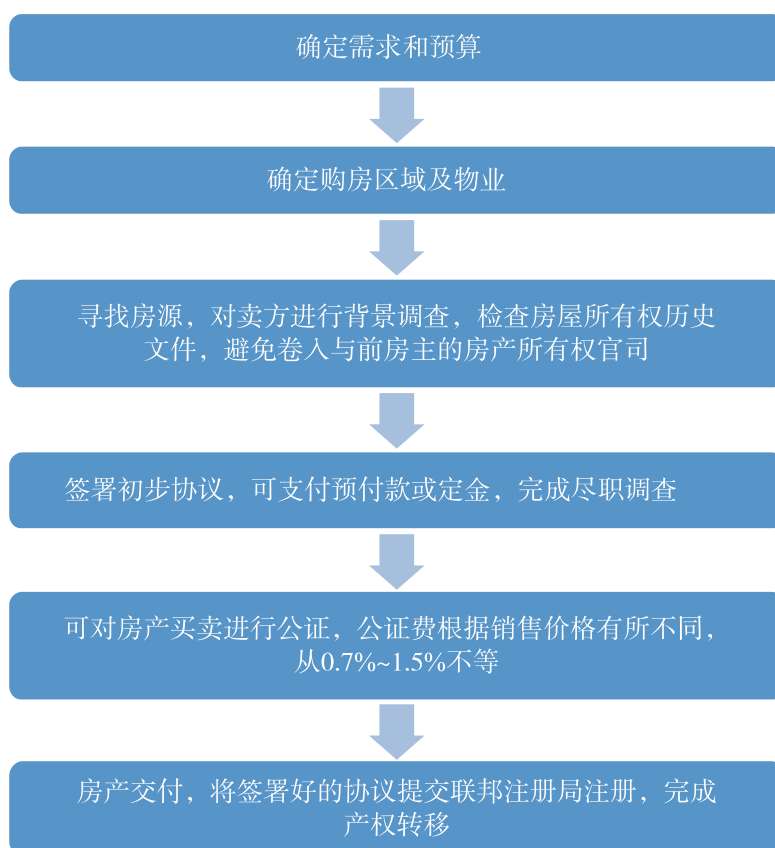 确定需求和预算
确定购房区域及物业
寻找房源，对卖方进行背景调查，检查房屋所有权历史
文件，避免卷入与前房主的房产所有权官司
签署初步协议，可支付预付款或定金，完成尽职调查
可对房产买卖进行公证，公证费根据销售价格有所不同，
从0.7%~1.5%不等
房产交付，将签署好的协议提交联邦注册局注册，完成
产权转移